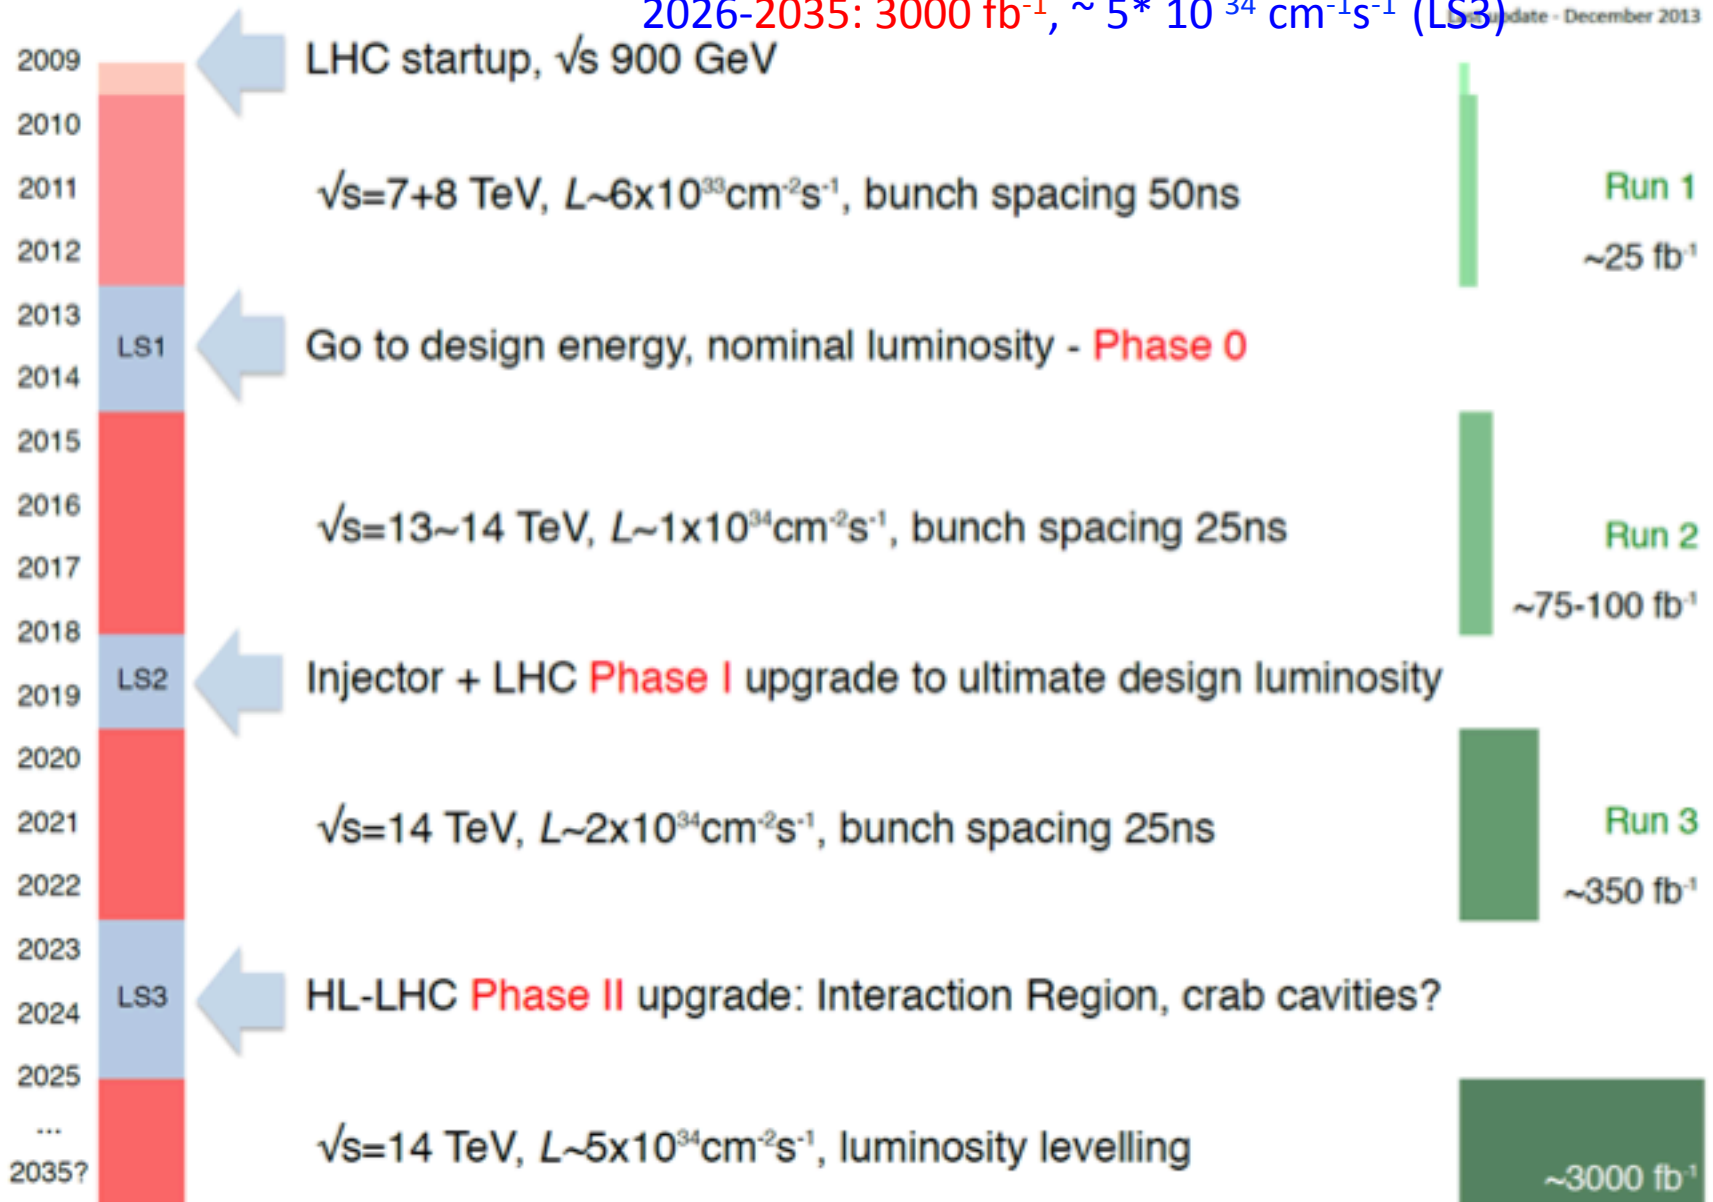 2026-2035: 3000 fb⁻¹, ~ 5* 10 ³⁴ cm⁻¹s⁻¹ (LS3)
update - December 2013
2009
LHC startup, √s 900 GeV
2010
2011
√s=7+8 TeV, L~6x10³³cm⁻²s⁻¹, bunch spacing 50ns
Run 1
2012
~25 fb⁻¹
2013
LS1
Go to design energy, nominal luminosity - Phase 0
2014
2015
2016
√s=13~14 TeV, L~1x10³⁴cm⁻²s⁻¹, bunch spacing 25ns
Run 2
2017
~75-100 fb⁻¹
2018
LS2
Injector + LHC Phase I upgrade to ultimate design luminosity
2019
2020
2021
√s=14 TeV, L~2x10³⁴cm⁻²s⁻¹, bunch spacing 25ns
Run 3
2022
~350 fb⁻¹
2023
LS3
HL-LHC Phase II upgrade: Interaction Region, crab cavities?
2024
2025
...
√s=14 TeV, L~5x10³⁴cm⁻²s⁻¹, luminosity levelling
2035?
~3000 fb⁻¹